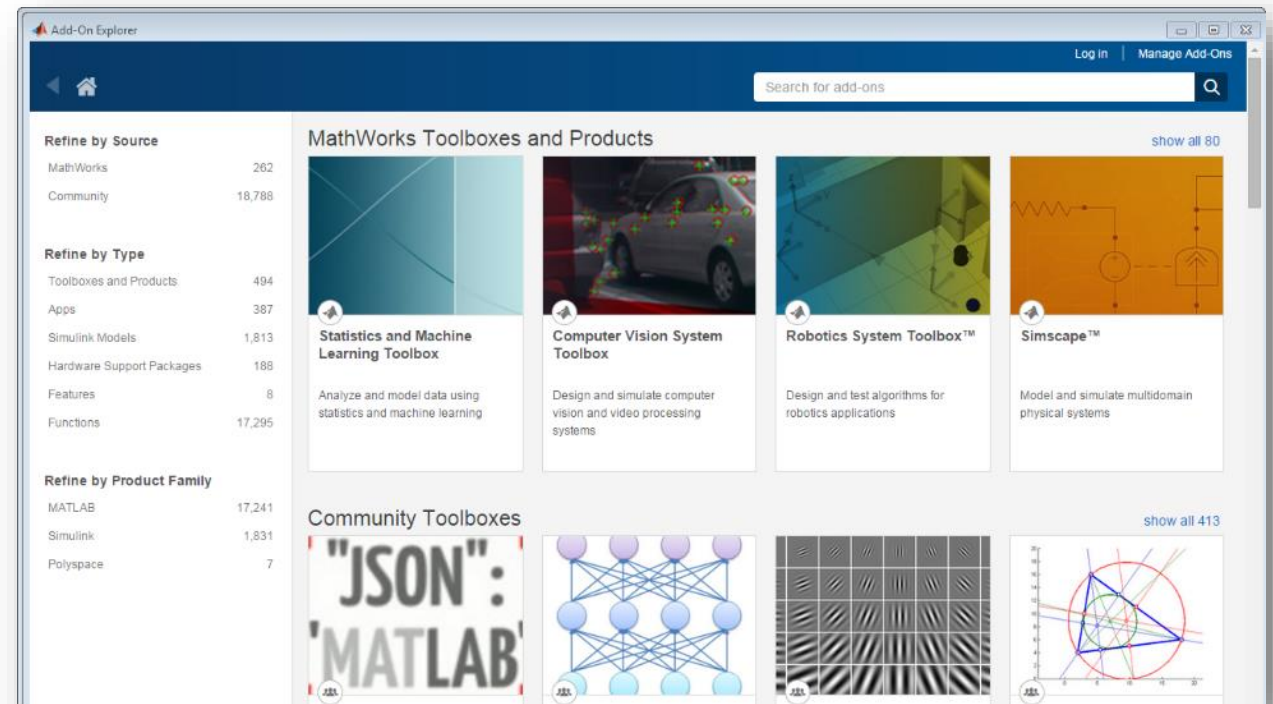 Add-On Explorer
Log in | Manage Add-Ons
Search for add-ons
Refine by Source
MathWorks 262
Community 18,788
Refine by Type
Toolboxes and Products 494
Apps 387
Simulink Models 1,813
Hardware Support Packages 188
Features 8
Functions 17,295
Refine by Product Family
MATLAB 17,241
Simulink 1,831
Polyspace 7
MathWorks Toolboxes and Products
show all 80
Statistics and Machine
Learning Toolbox
Analyze and model data using
statistics and machine learning
Computer Vision System
Toolbox
Design and simulate computer
vision and video processing
systems
Robotics System Toolbox™
Design and test algorithms for
robotics applications
Simscape™
Model and simulate multidomain
physical systems
Community Toolboxes
show all 413
"JSON":
"MATLAB